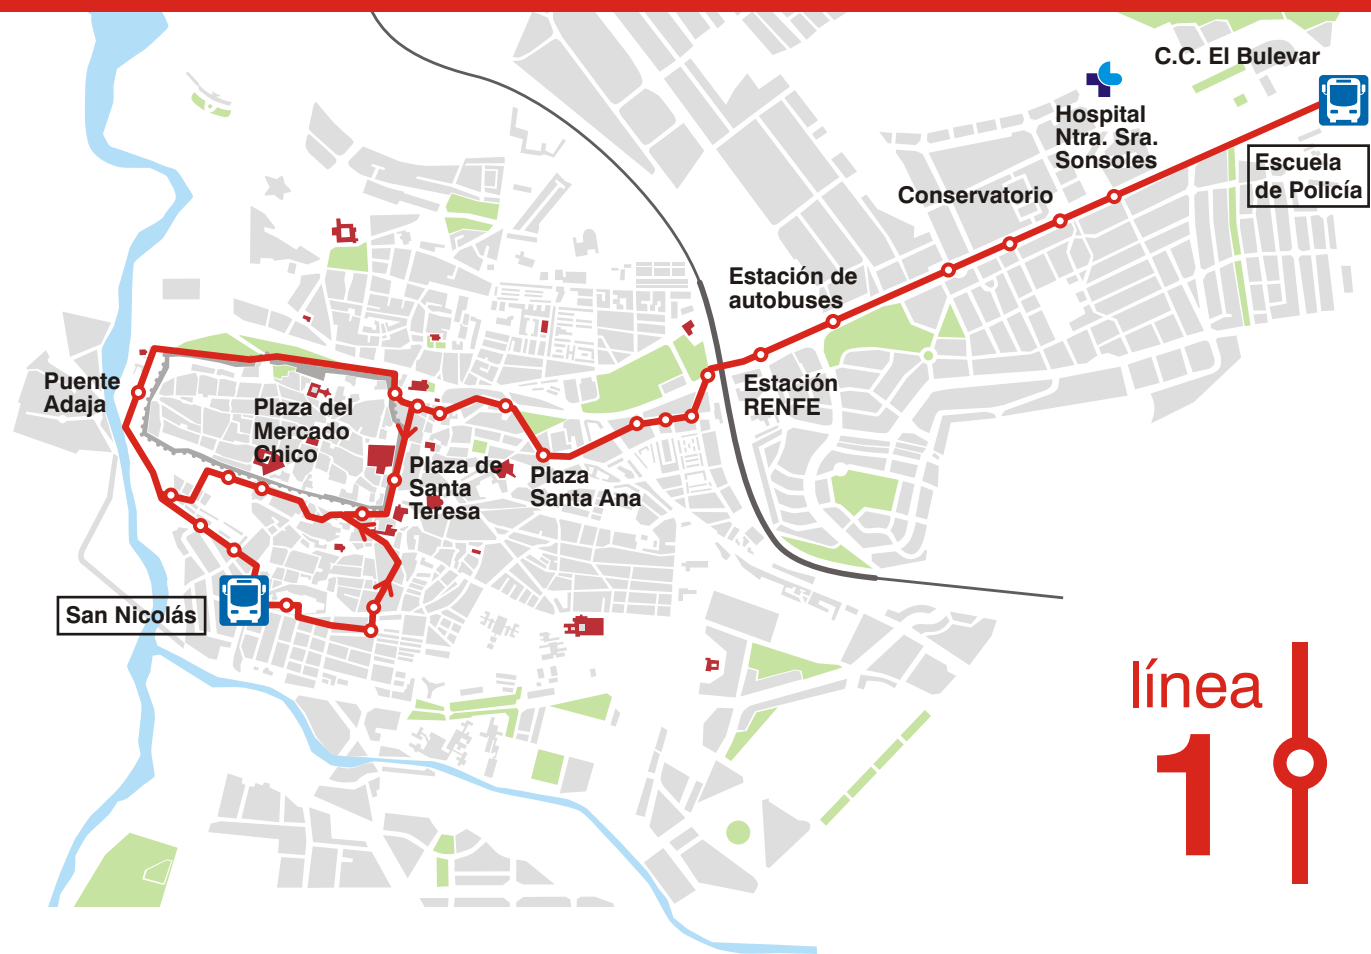 C.C. El Bulevar
Hospital
Ntra. Sra.
Sonsoles
Escuela
de Policía
Conservatorio
Estación de
autobuses
Estación
RENFE
Puente
Adaja
Plaza del
Mercado
Chico
Plaza de
Santa
Teresa
Plaza
Santa Ana
San Nicolás
línea
1